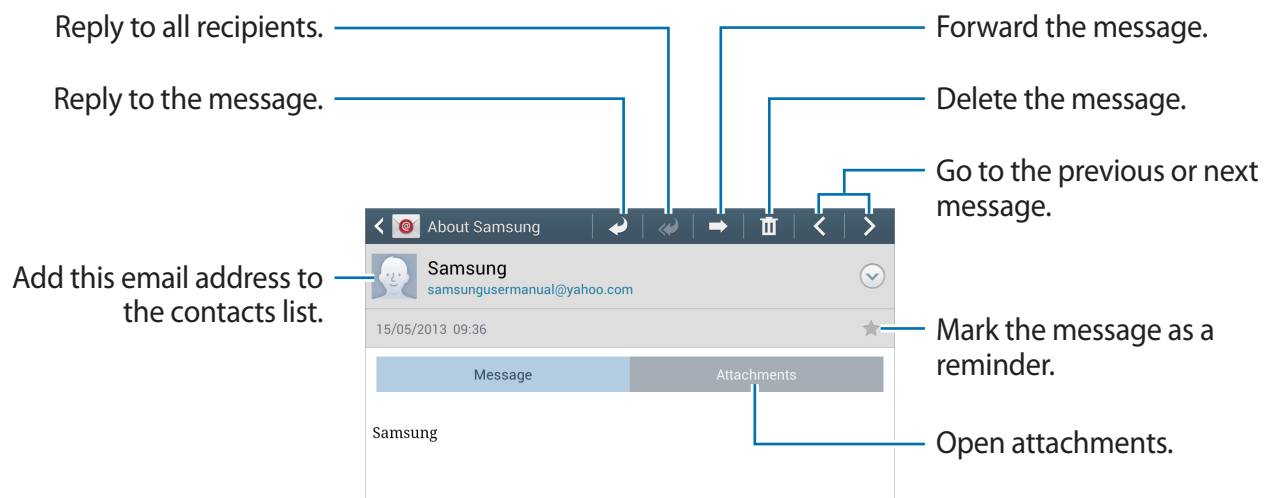 Reply to all recipients.
Forward the message.
Reply to the message.
Delete the message.
Go to the previous or next
message.
About Samsung
Add this email address to
the contacts list.
Samsung
samsungusermanual@yahoo.com
15/05/2013 09:36
Mark the message as a
reminder.
Message
Attachments
Samsung
Open attachments.